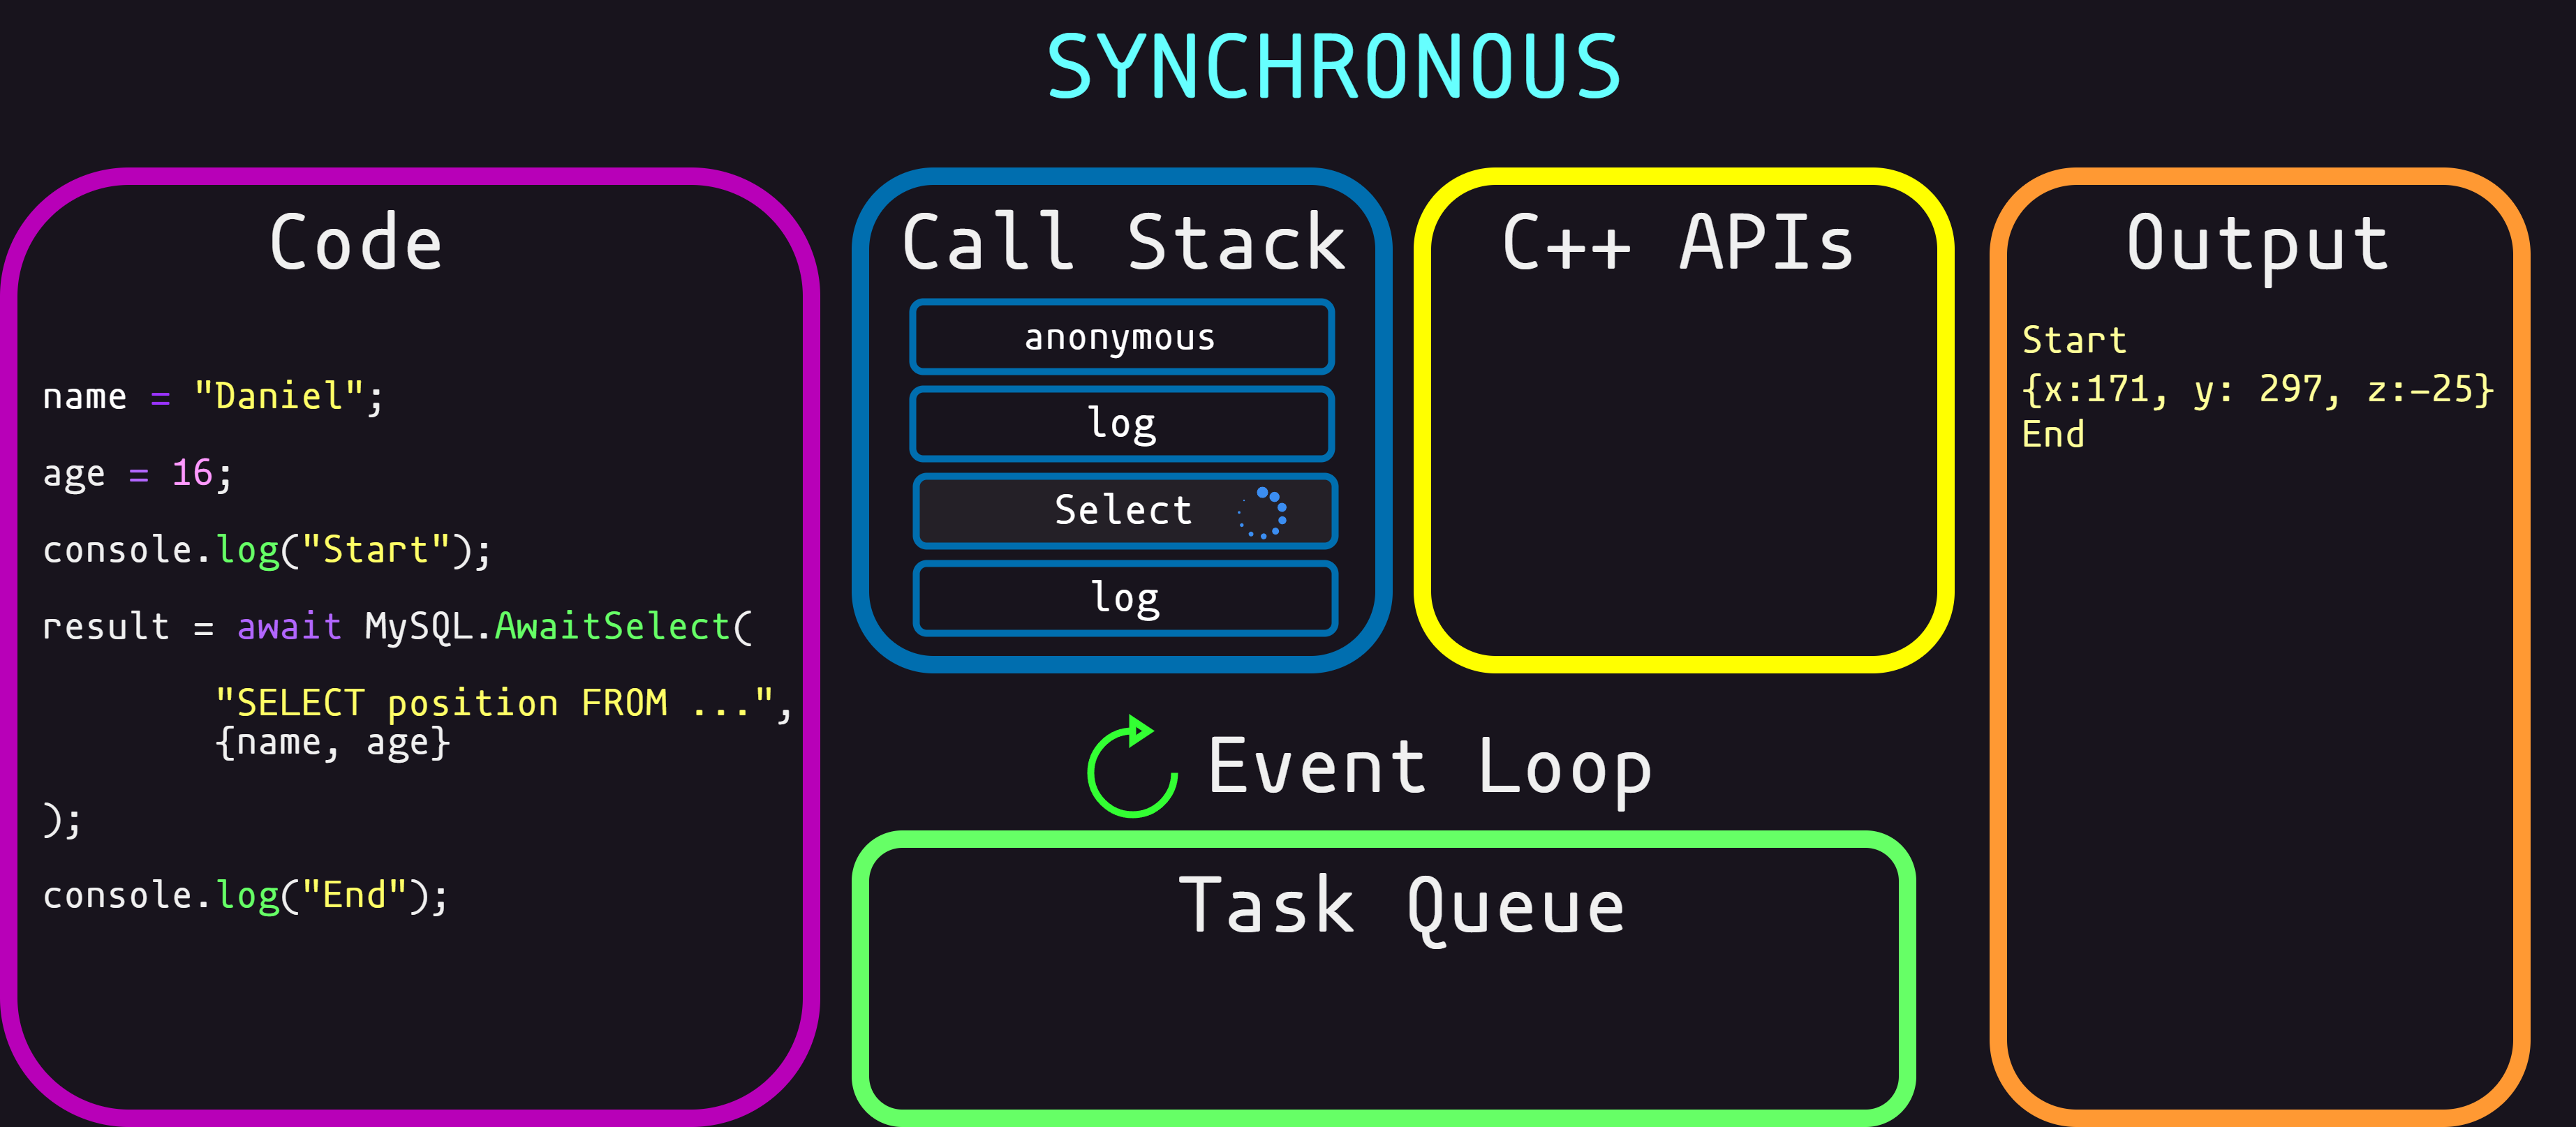 SYNCHRONOUS
Code
name = "Daniel";
age = 16;
console.log("Start");
result = await MySQL.AwaitSelect(
"SELECT position FROM ...",
{name, age}
);
console.log("End");
Call Stack
anonymous
log
Select
log
C++ APIs
Event Loop
Task Queue
Output
Start
{x:171, y: 297, z:-25}
End